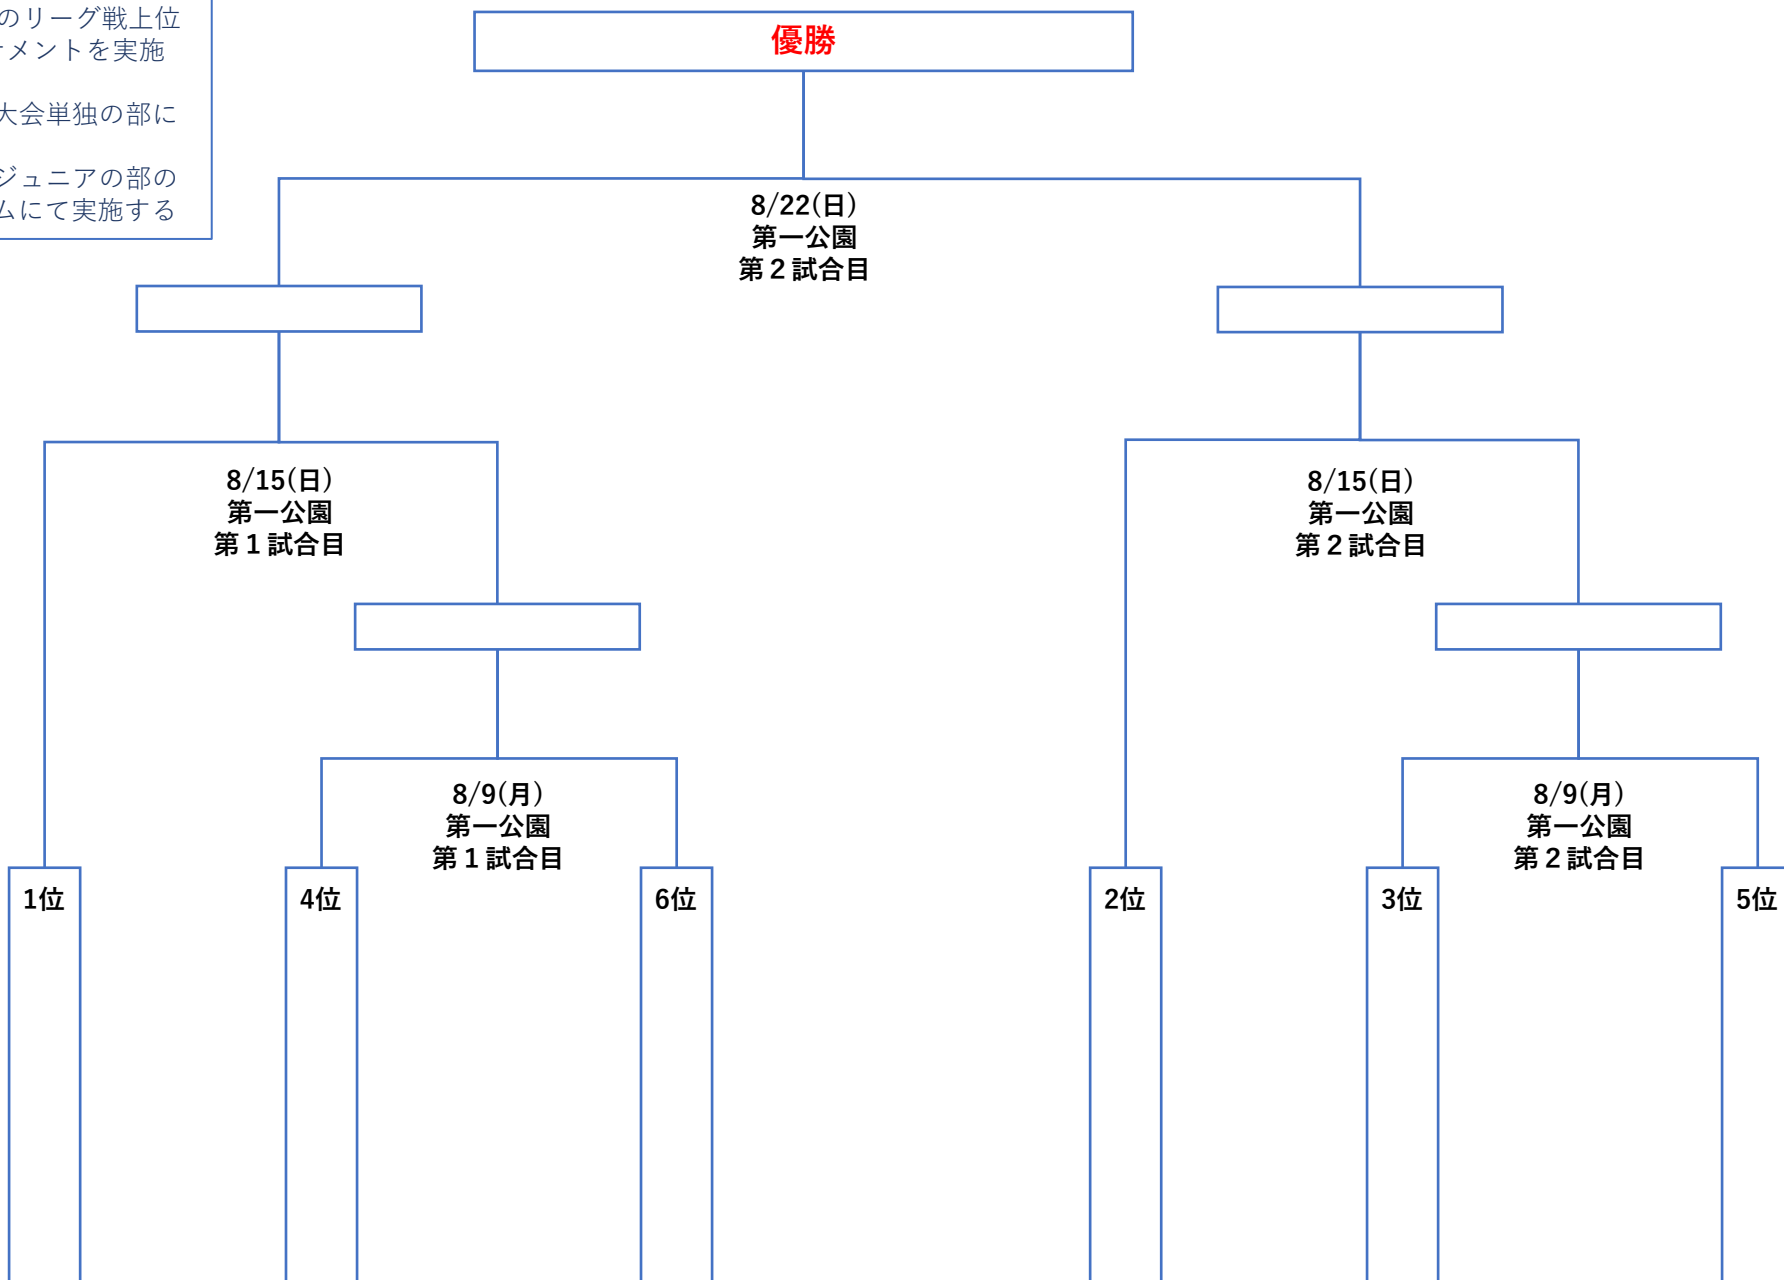 のリーグ戦上位
メントを実施
大会単独の部に
ジュニアの部の
ムにて実施する
優勝
8/22(日)
第一公園
第２試合目
8/15(日)
第一公園
第１試合目
8/15(日)
第一公園
第２試合目
8/9(月)
第一公園
第１試合目
8/9(月)
第一公園
第２試合目
1位
4位
6位
2位
3位
5位